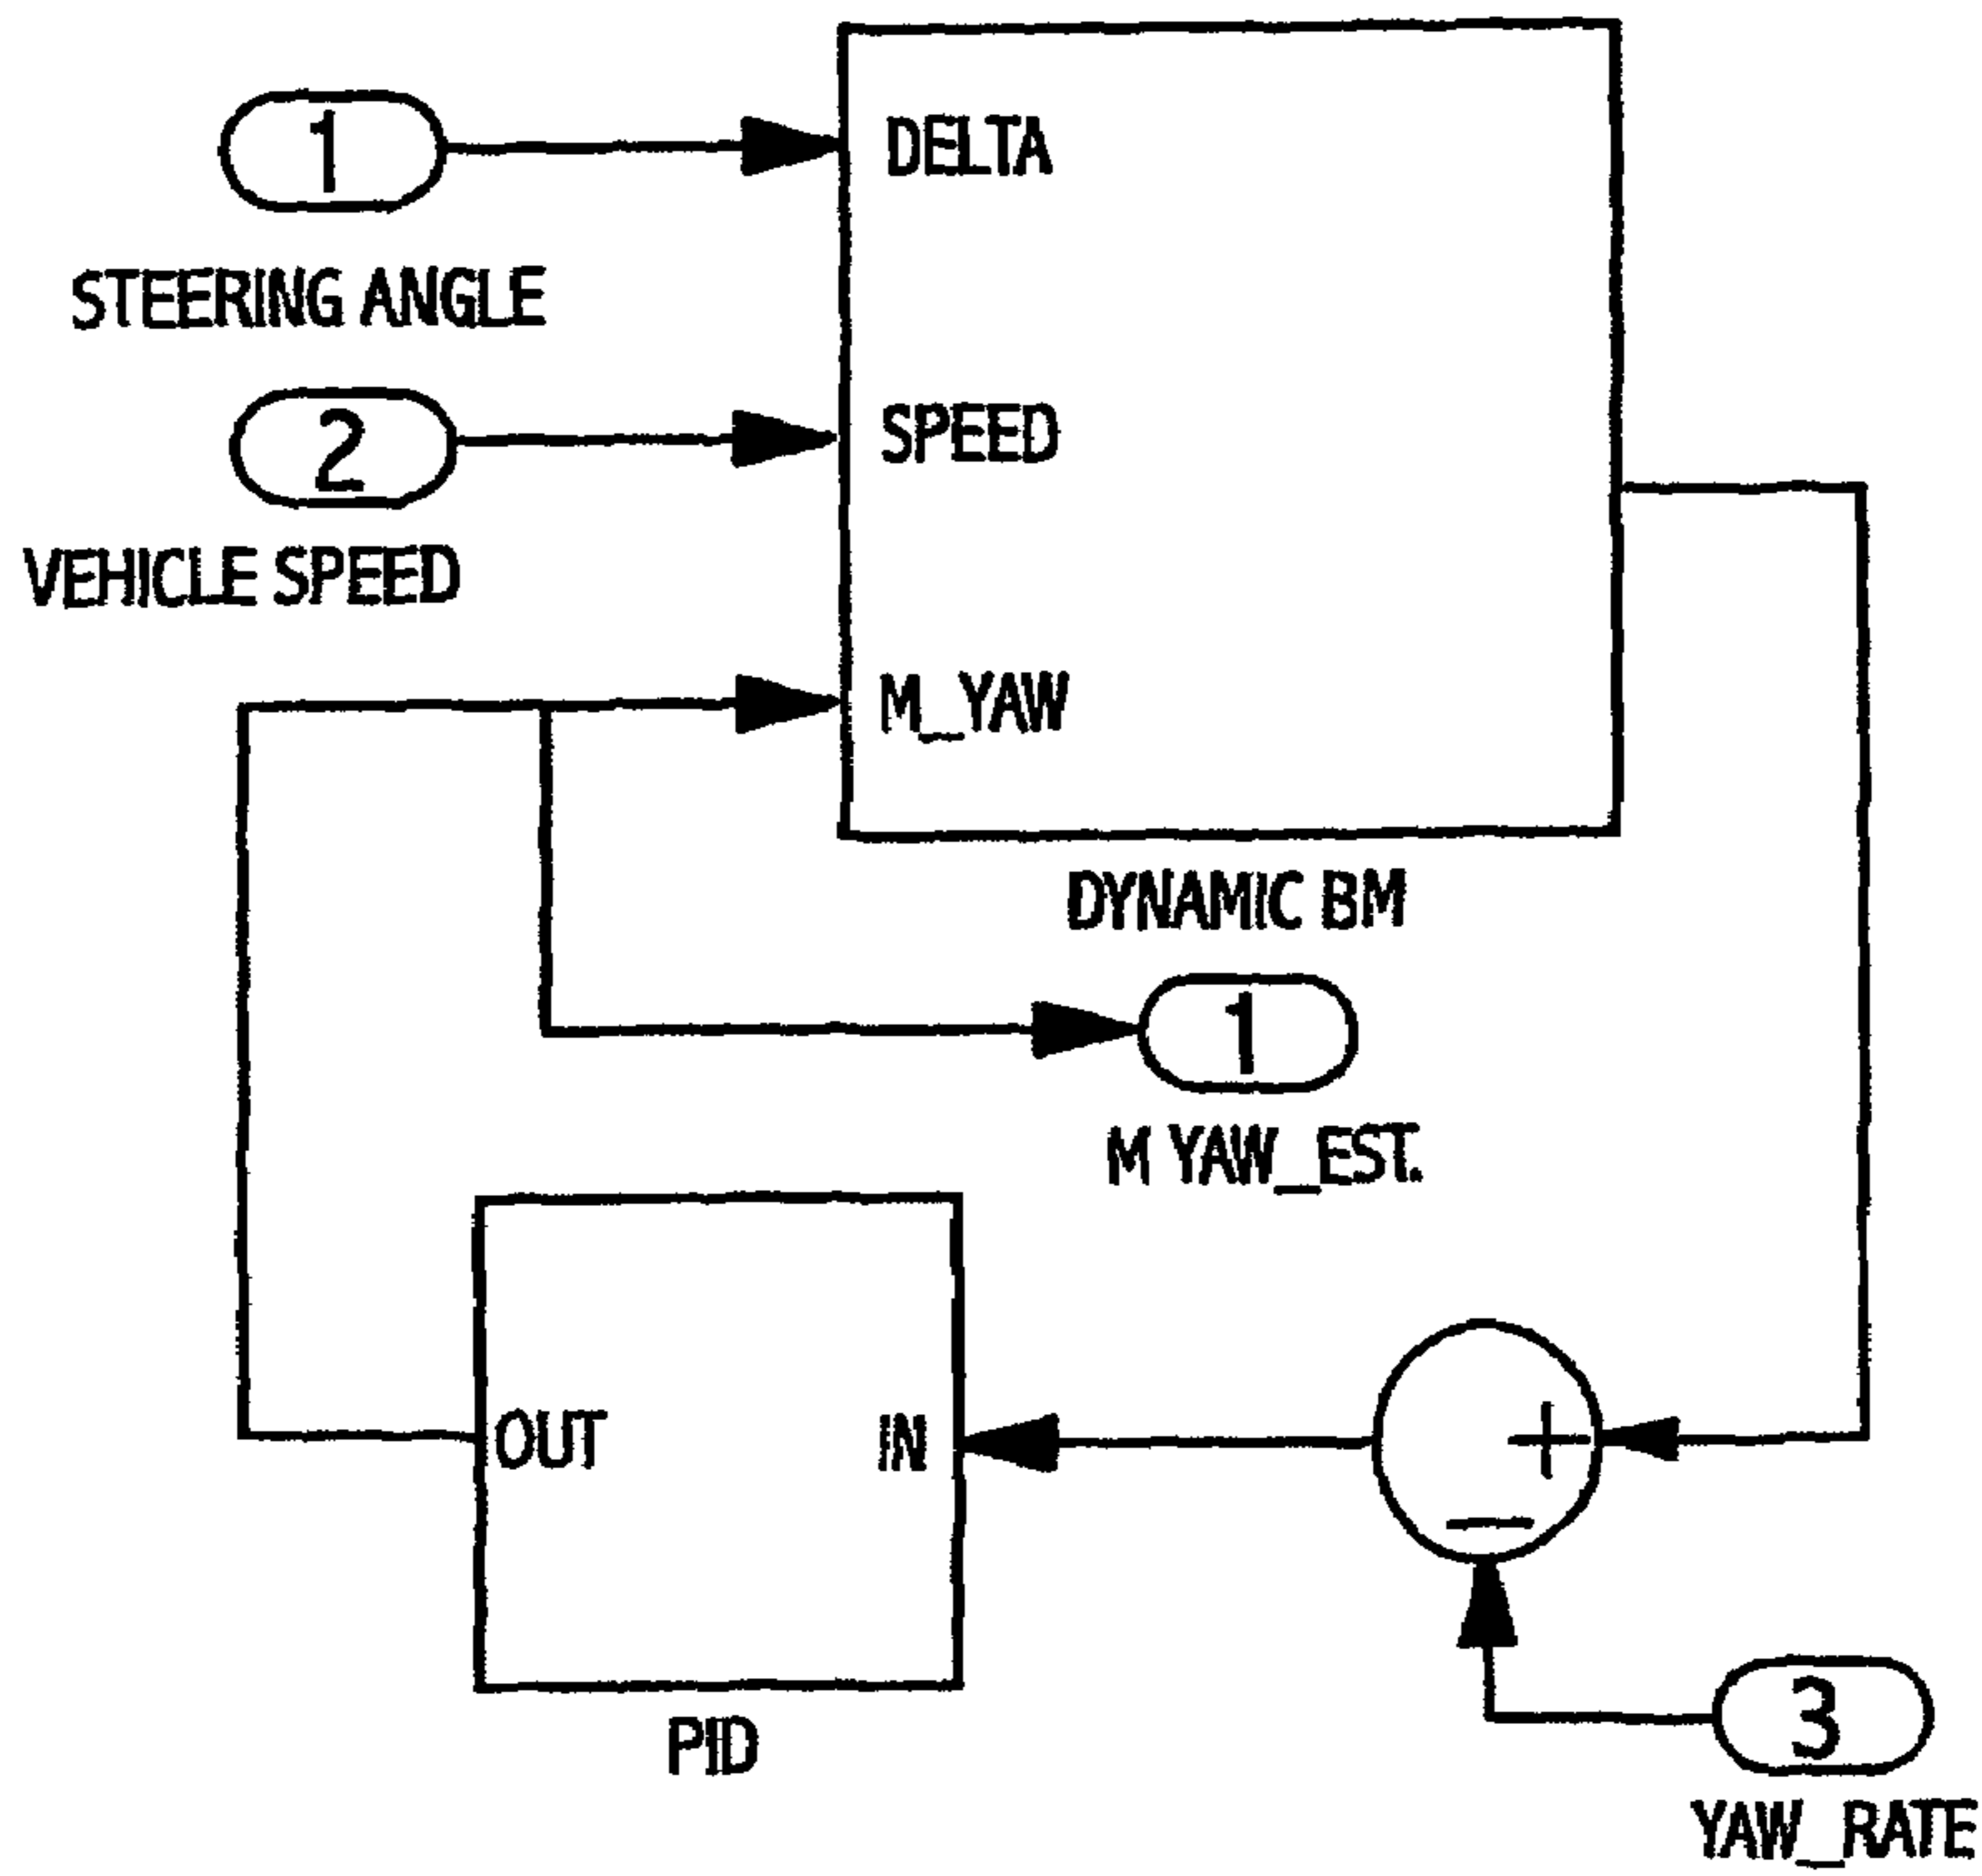 1
DELTA
STEERING ANGLE
2
SPEED
VEHICLE SPEED
M_YAW
DYNAMIC BM
1
M YAW_EST.
OUT
IN
+
−
PID
3
YAW_RATE